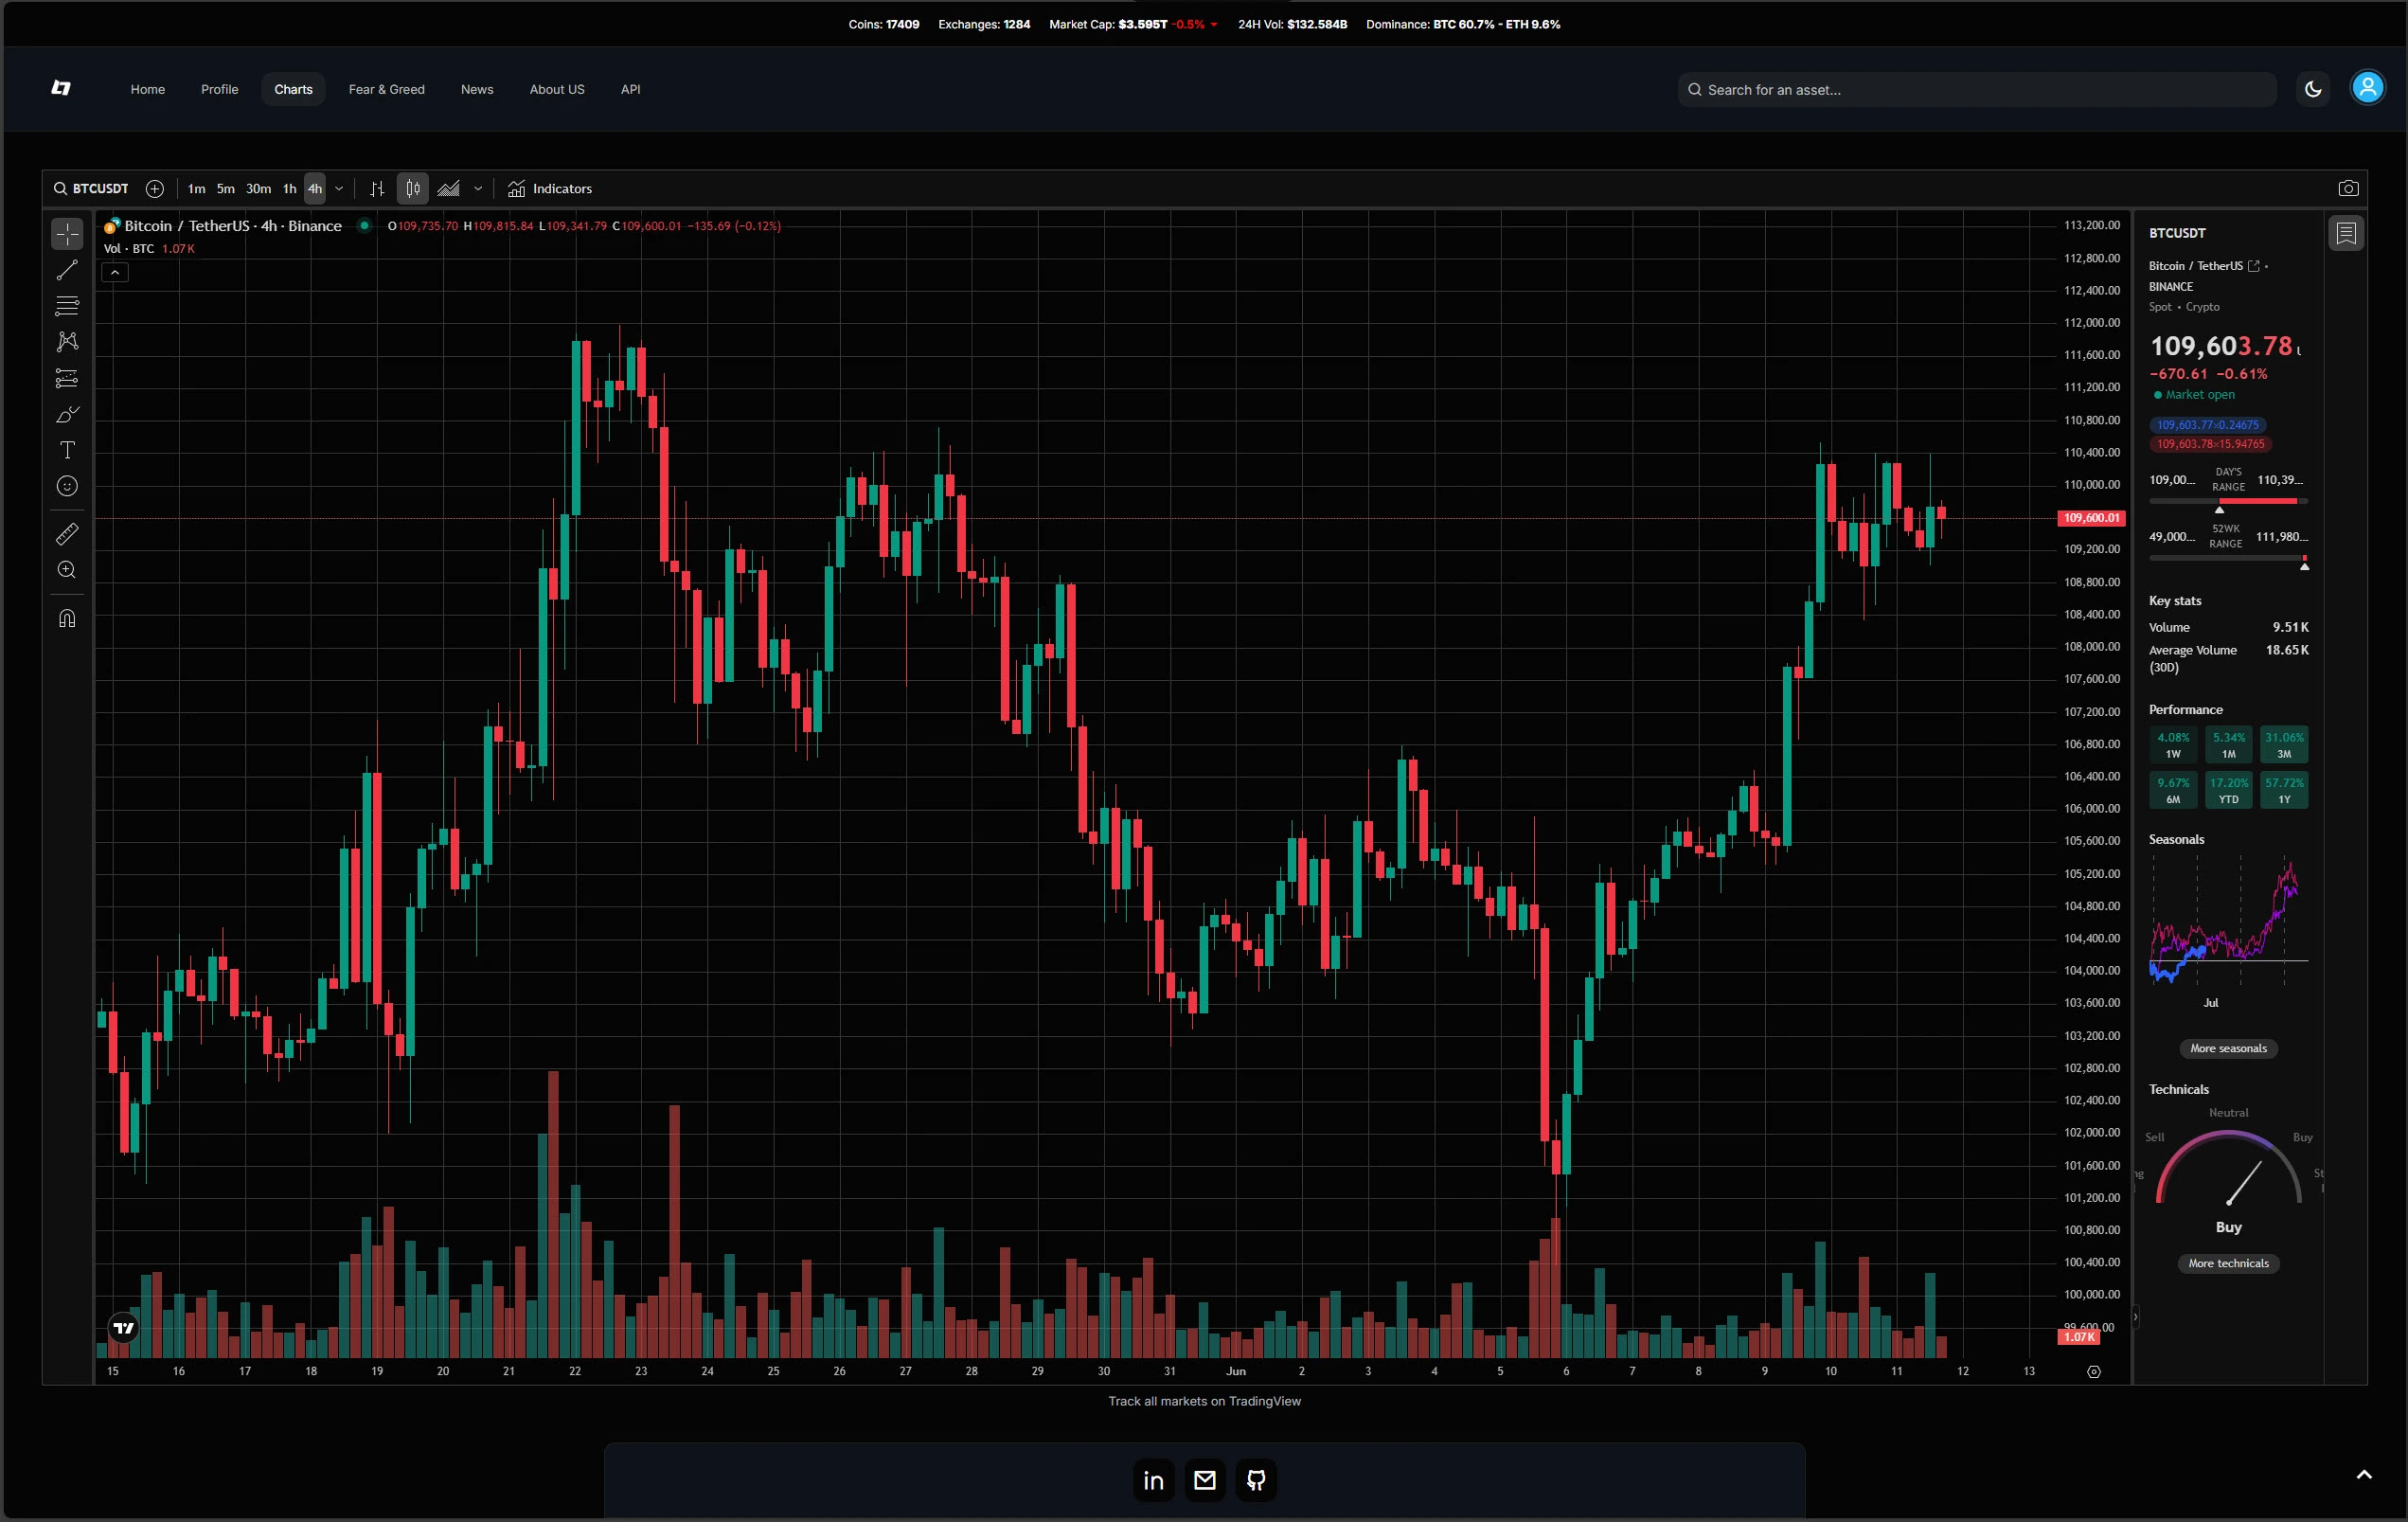 Coins: 17409 Exchanges: 1284 Market Cap: $3.595T -0.5% 24H Vol: $132.584B Dominance: BTC 60.7% - ETH 9.6%
Home Profile Charts Fear & Greed News About US API
Search for an asset...
BTCUSDT 1m 5m 30m 1h 4h Indicators
Bitcoin / TetherUS · 4h · Binance O109,735.70 H109,815.84 L109,341.79 C109,600.01 −135.69 (−0.12%)
Vol · BTC 1.07K
113,200.00
112,800.00
112,400.00
112,000.00
111,600.00
111,200.00
110,800.00
110,400.00
110,000.00
109,600.01
109,200.00
108,800.00
108,400.00
108,000.00
107,600.00
107,200.00
106,800.00
106,400.00
106,000.00
105,600.00
105,200.00
104,800.00
104,400.00
104,000.00
103,600.00
103,200.00
102,800.00
102,400.00
102,000.00
101,600.00
101,200.00
100,800.00
100,400.00
100,000.00
99,600.00
1.07K
15 16 17 18 19 20 21 22 23 24 25 26 27 28 29 30 31 Jun 2 3 4 5 6 7 8 9 10 11 12 13
BTCUSDT
Bitcoin / TetherUS •
BINANCE
Spot • Crypto
109,603.78
−670.61 −0.61%
Market open
109,603.77×0.24675
109,603.78×15.94765
109,00... DAY'S RANGE 110,39...
49,000... 52WK RANGE 111,980...
Key stats
Volume 9.51K
Average Volume (30D) 18.65K
Performance
4.08% 5.34% 31.06%
1W 1M 3M
9.67% 17.20% 57.72%
6M YTD 1Y
Seasonals
Jul
More seasonals
Technicals
Neutral
Sell Buy
Buy
More technicals
Track all markets on TradingView
in